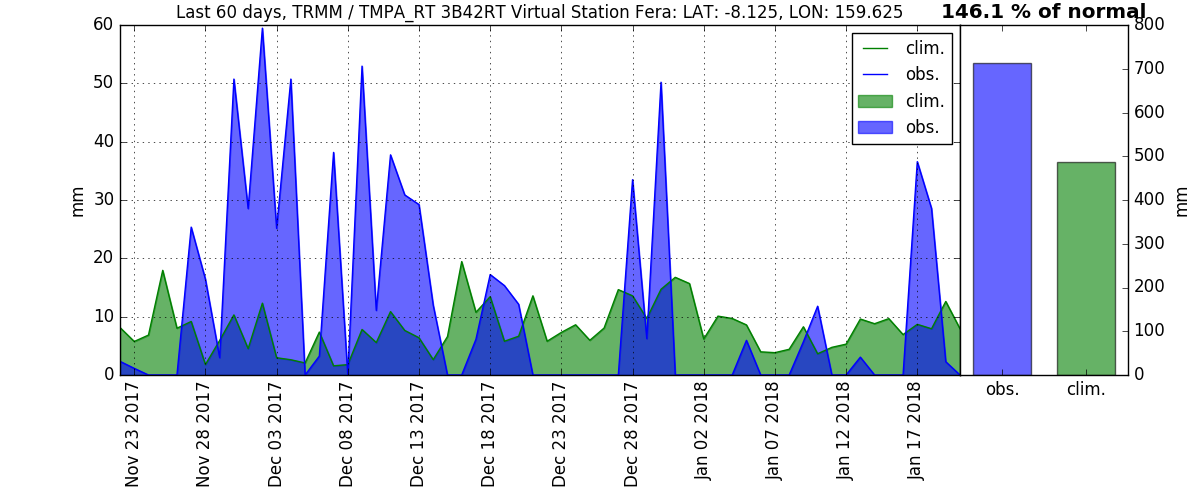 Last 60 days, TRMM / TMPA_RT 3B42RT Virtual Station Fera: LAT: -8.125, LON: 159.625
146.1 % of normal
60
50
40
30
20
10
0
mm
clim.
obs.
clim.
obs.
800
700
600
500
400
300
200
100
0
mm
Nov 23 2017
Nov 28 2017
Dec 03 2017
Dec 08 2017
Dec 13 2017
Dec 18 2017
Dec 23 2017
Dec 28 2017
Jan 02 2018
Jan 07 2018
Jan 12 2018
Jan 17 2018
obs.
clim.